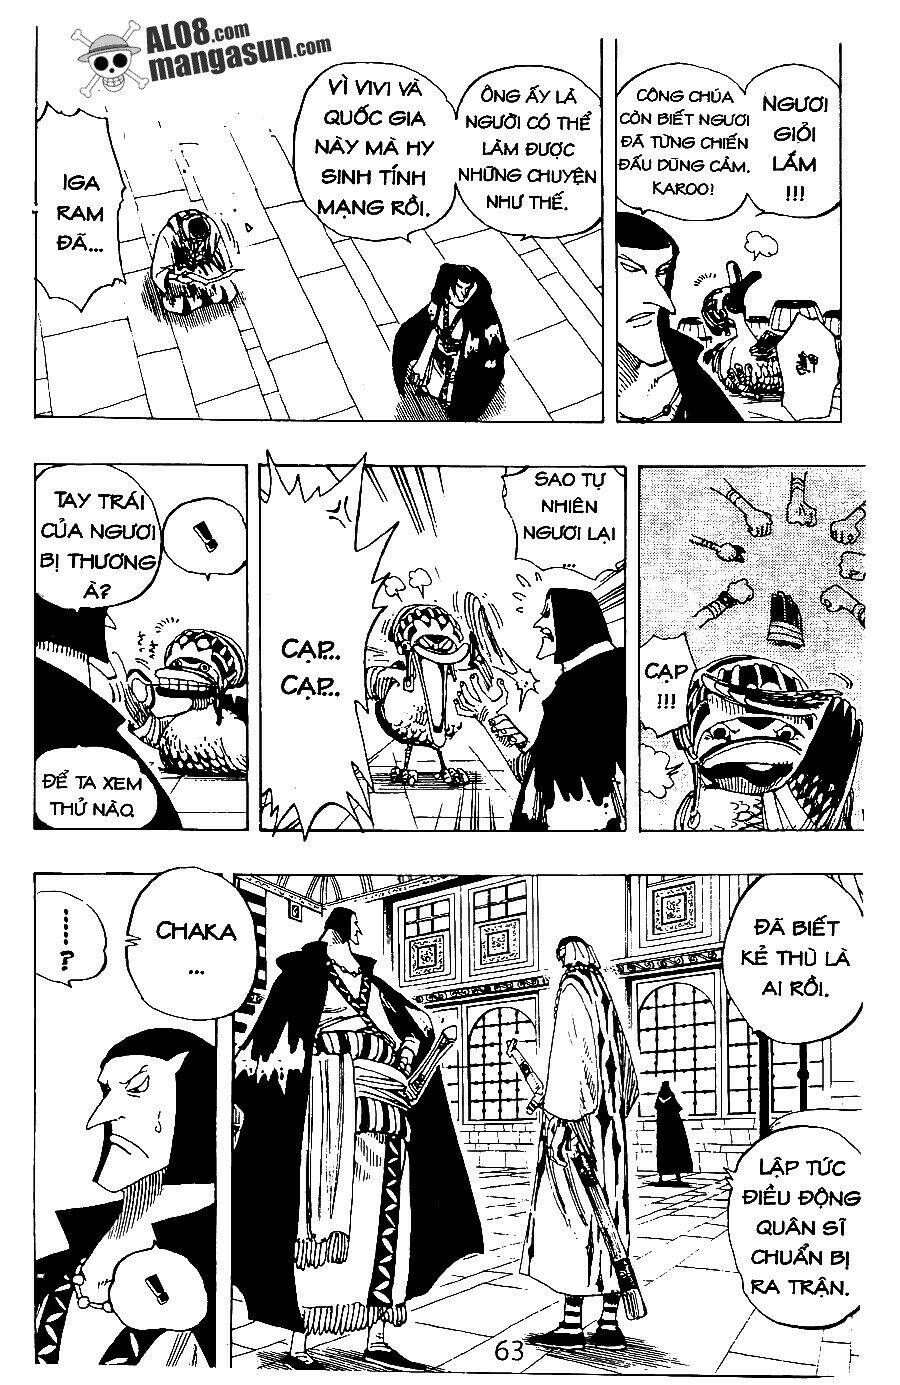 AL08.com
mangasun.com
NGƯƠI
GIỎI
LẮM
!!!
CÔNG CHÚA
CÒN BIẾT NGƯƠI
ĐÃ TỪNG CHIẾN
ĐẤU DŨNG CẢM.
KAROO!
ÔNG ẤY LÀ
NGƯỜI CÓ THỂ
LÀM ĐƯỢC
NHỮNG CHUYỆN
NHƯ THẾ.
VÌ VIVI VÀ
QUỐC GIA
NÀY MÀ HY
SINH TÍNH
MẠNG RỒI.
IGA
RAM
ĐÃ...
CẠP
!!!
SAO TỰ
NHIÊN
NGƯƠI LẠI
...
CẠP...
CẠP...
!
TAY TRÁI
CỦA NGƯƠI
BỊ THƯƠNG
À?
ĐỂ TA XEM
THỬ NÀO.
ĐÃ BIẾT
KẺ THÙ LÀ
AI RỒI.
LẬP TỨC
ĐIỀU ĐỘNG
QUÂN SĨ
CHUẨN BỊ
RA TRẬN.
CHAKA
...
......
?
!
63